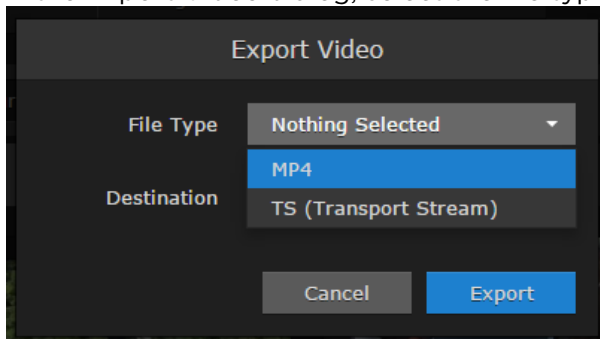 Export Video
File Type Nothing Selected
MP4
Destination
TS (Transport Stream)
Cancel Export